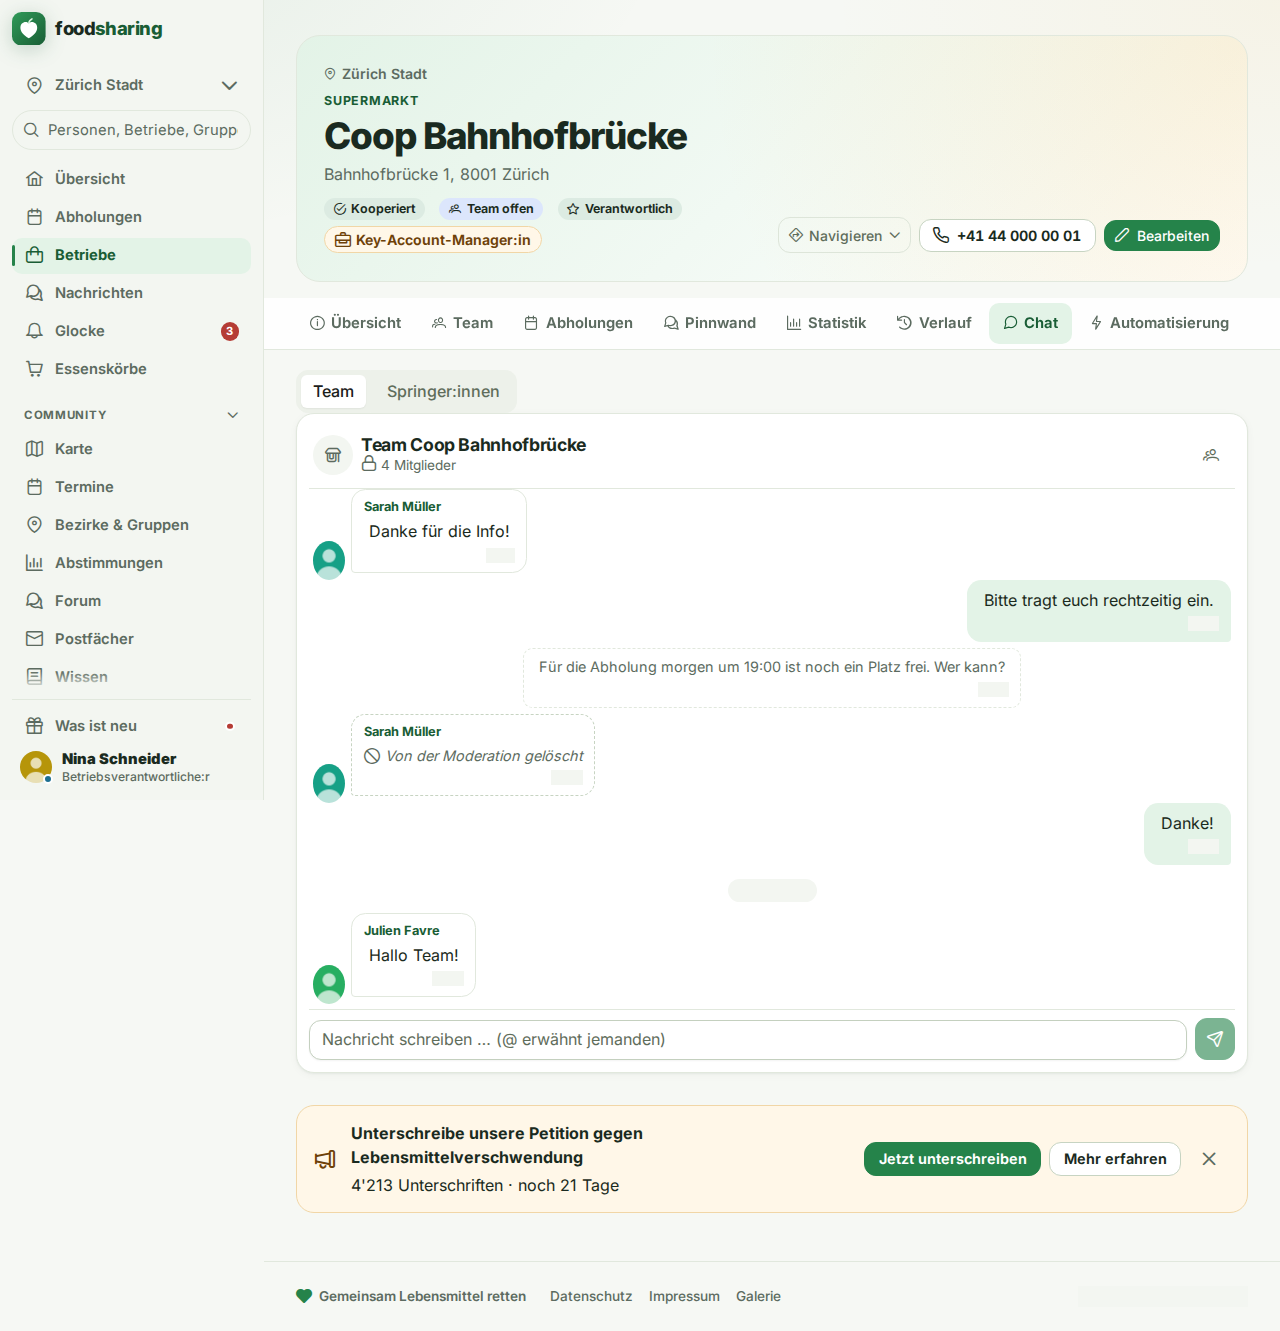 foodsharing
Zürich Stadt
Personen, Betriebe, Grupp
Übersicht
Abholungen
Betriebe
Nachrichten
Glocke 3
Essenskörbe
COMMUNITY
Karte
Termine
Bezirke & Gruppen
Abstimmungen
Forum
Postfächer
Wissen
Was ist neu
Nina Schneider
Betriebsverantwortliche:r
Zürich Stadt
SUPERMARKT
Coop Bahnhofbrücke
Bahnhofbrücke 1, 8001 Zürich
Kooperiert Team offen Verantwortlich
Key-Account-Manager:in
Navigieren +41 44 000 00 01 Bearbeiten
Übersicht Team Abholungen Pinnwand Statistik Verlauf Chat Automatisierung
Team Springer:innen
Team Coop Bahnhofbrücke
4 Mitglieder
Sarah Müller
Danke für die Info!
Bitte tragt euch rechtzeitig ein.
Für die Abholung morgen um 19:00 ist noch ein Platz frei. Wer kann?
Sarah Müller
Von der Moderation gelöscht
Danke!
Julien Favre
Hallo Team!
Nachricht schreiben … (@ erwähnt jemanden)
Unterschreibe unsere Petition gegen
Lebensmittelverschwendung
4'213 Unterschriften · noch 21 Tage
Jetzt unterschreiben Mehr erfahren
Gemeinsam Lebensmittel retten Datenschutz Impressum Galerie